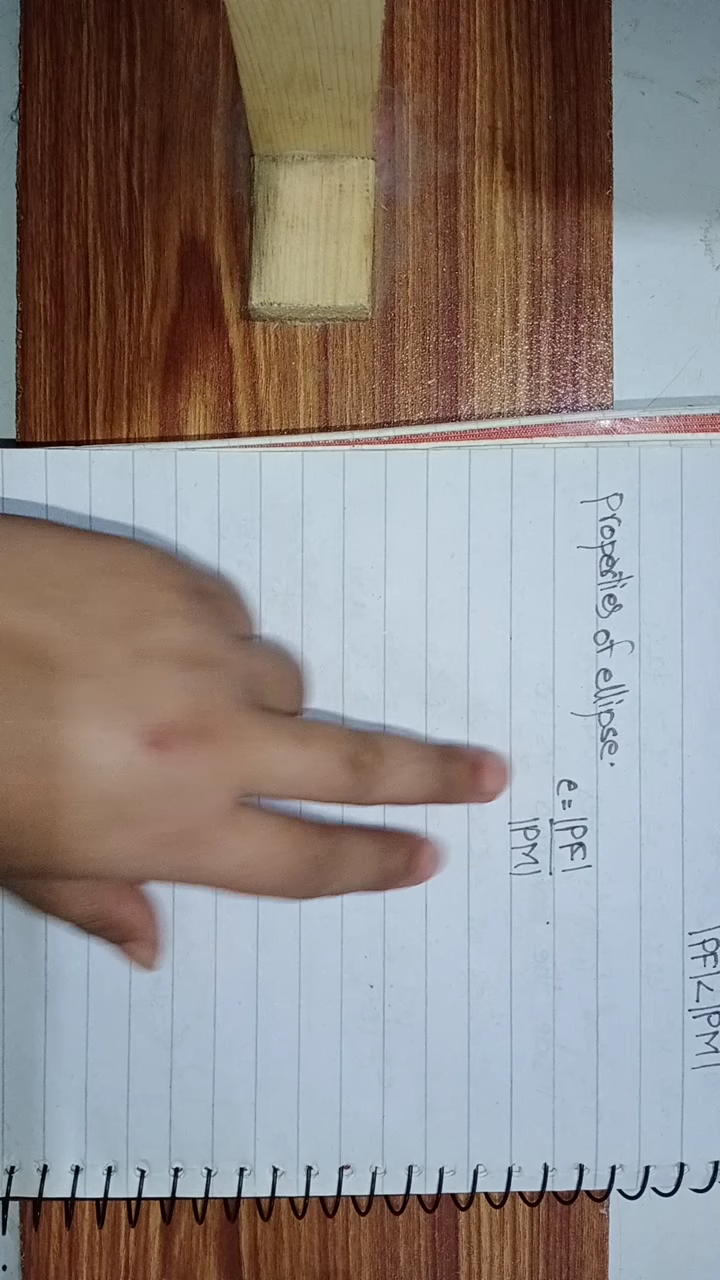 |PF|<|PM|
Properties of ellipse.
e = |PF|
|PM|